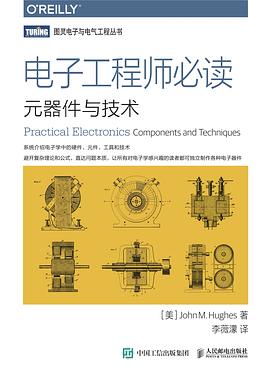 O'REILLY®
TURING 图灵电子与电气工程丛书
电子工程师必读
元器件与技术
Practical Electronics Components and Techniques
系统介绍电子学中的硬件、元件、工具和技术
避开复杂理论和公式，直达问题本质，让所有对电子学感兴趣的读者都可独立制作各种电子器件
[美] John M. Hughes 著
李薇濛 译
中国工信出版集团 人民邮电出版社